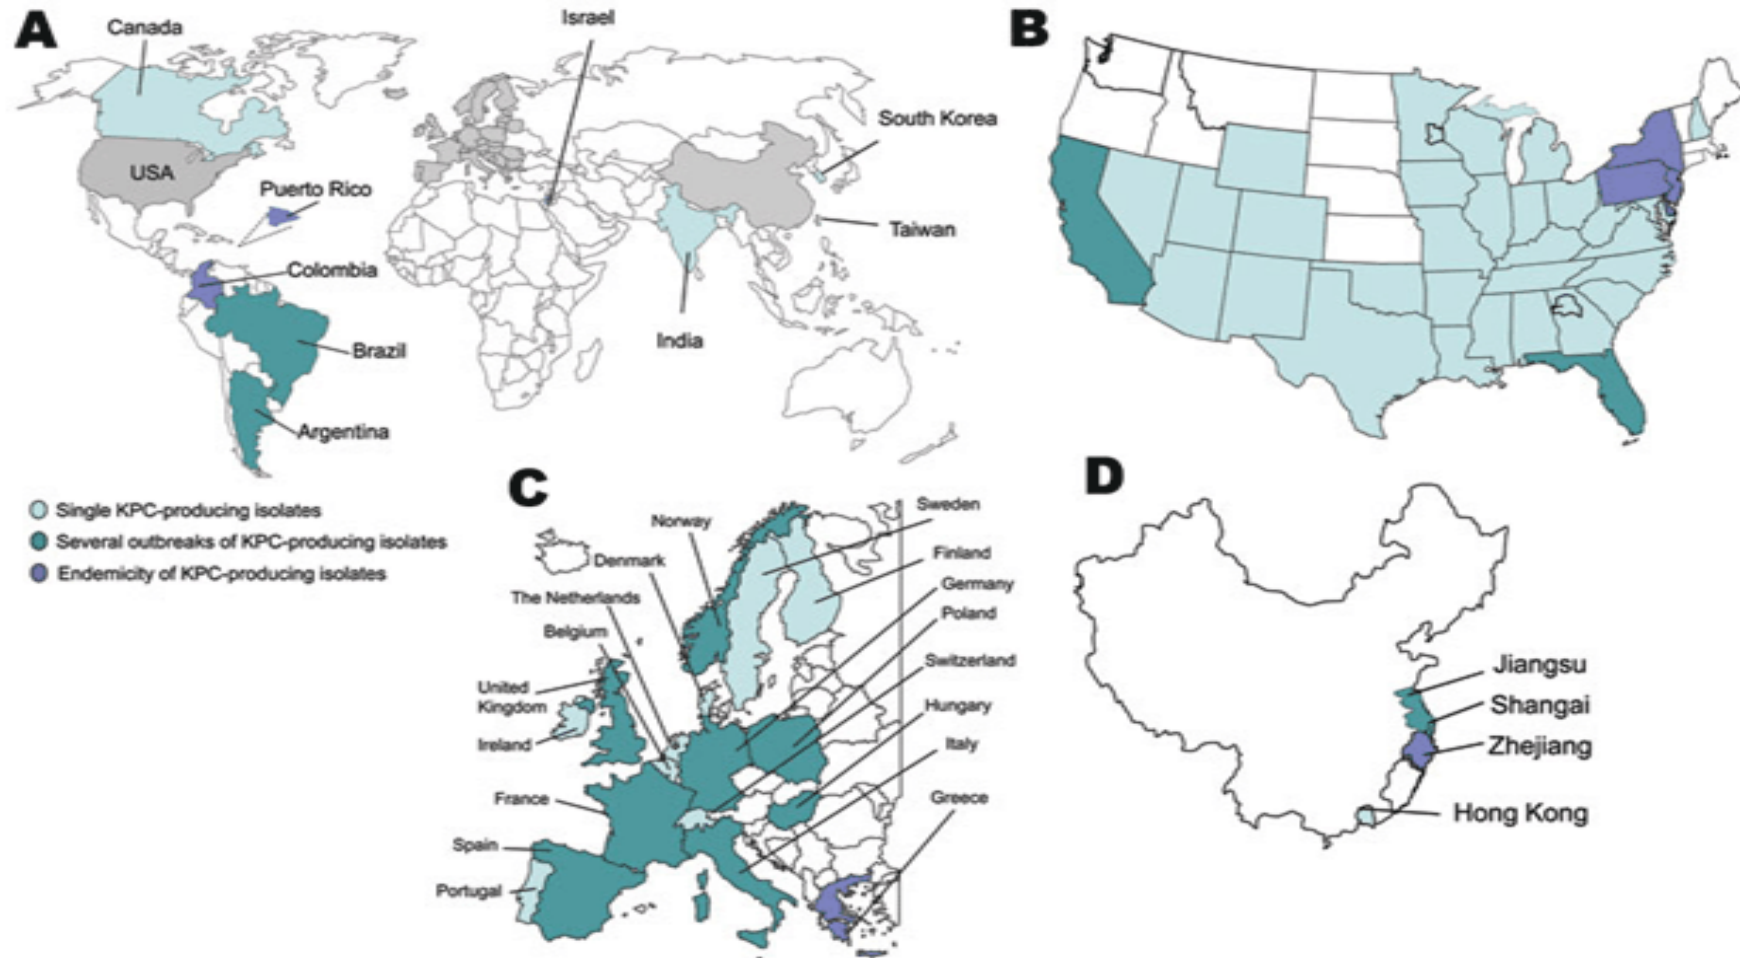 A
Canada
Israel
South Korea
USA
Puerto Rico
Taiwan
Colombia
India
Brazil
Argentina
Single KPC-producing isolates
Several outbreaks of KPC-producing isolates
Endemicity of KPC-producing isolates
B
C
Sweden
Norway
Finland
Denmark
Germany
The Netherlands
Poland
Belgium
Switzerland
United
Kingdom
Hungary
Ireland
Italy
France
Greece
Spain
Portugal
D
Jiangsu
Shangai
Zhejiang
Hong Kong